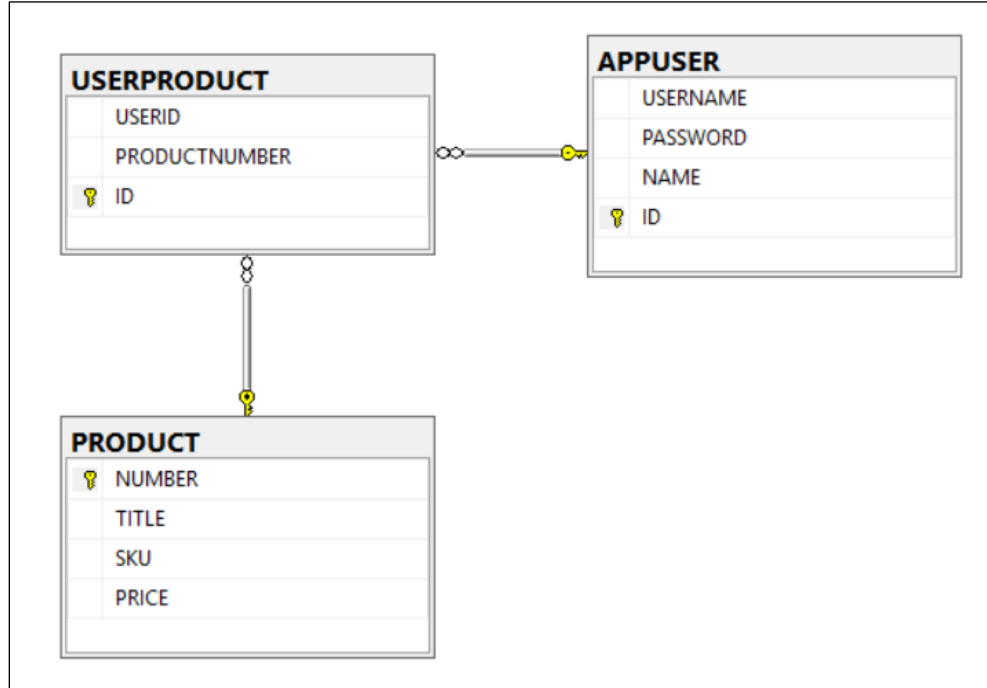 USERPRODUCT
USERID
PRODUCTNUMBER
ID
APPUSER
USERNAME
PASSWORD
NAME
ID
PRODUCT
NUMBER
TITLE
SKU
PRICE